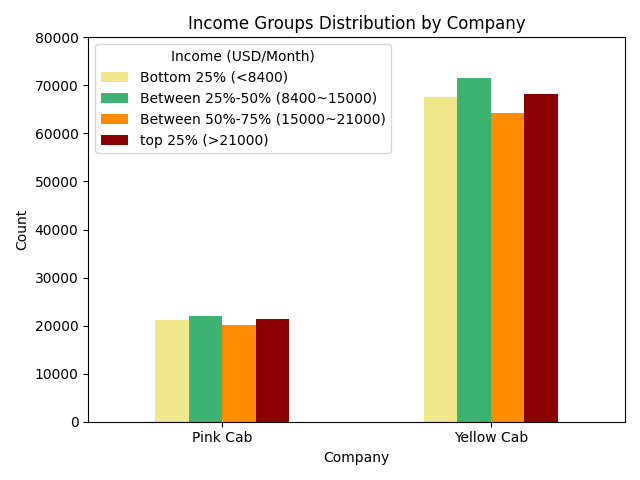 Income Groups Distribution by Company
80000
70000
60000
50000
40000
30000
20000
10000
0
Count
Income (USD/Month)
Bottom 25% (<8400)
Between 25%-50% (8400~15000)
Between 50%-75% (15000~21000)
top 25% (>21000)
Pink Cab
Yellow Cab
Company